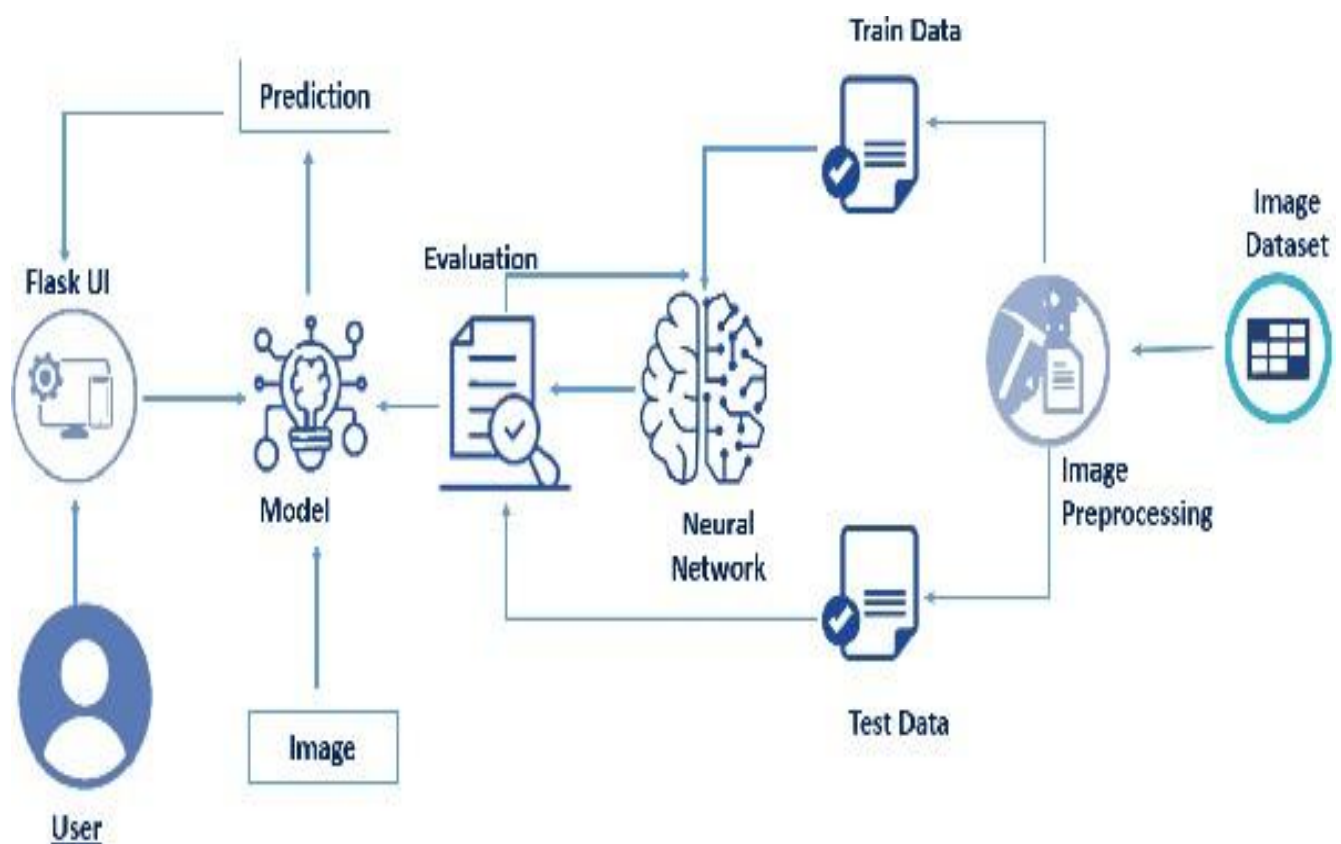 Train Data
Prediction
Image
Dataset
Evaluation
Flask UI
Model
Image
Preprocessing
Neural
Network
Test Data
Image
User